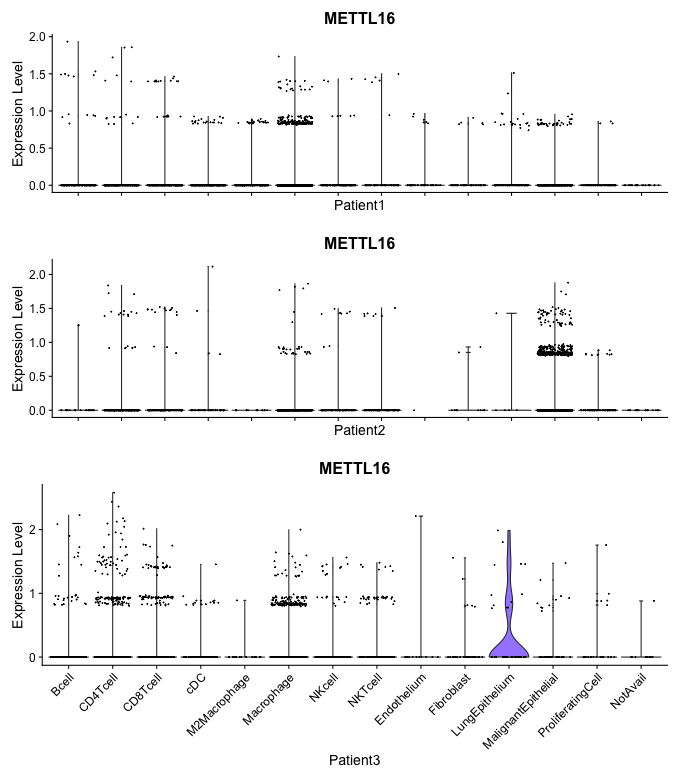 METTL16
Expression Level
2.0
1.5
1.0
0.5
0.0
Patient1
METTL16
Expression Level
2.0
1.5
1.0
0.5
0.0
Patient2
METTL16
Expression Level
2
1
0
Bcell
CD4Tcell
CD8Tcell
cDC
M2Macrophage
Macrophage
NKcell
NKTcell
Endothelium
Fibroblast
LungEpithelium
MalignantEpithelial
ProliferatingCell
NotAvail
Patient3